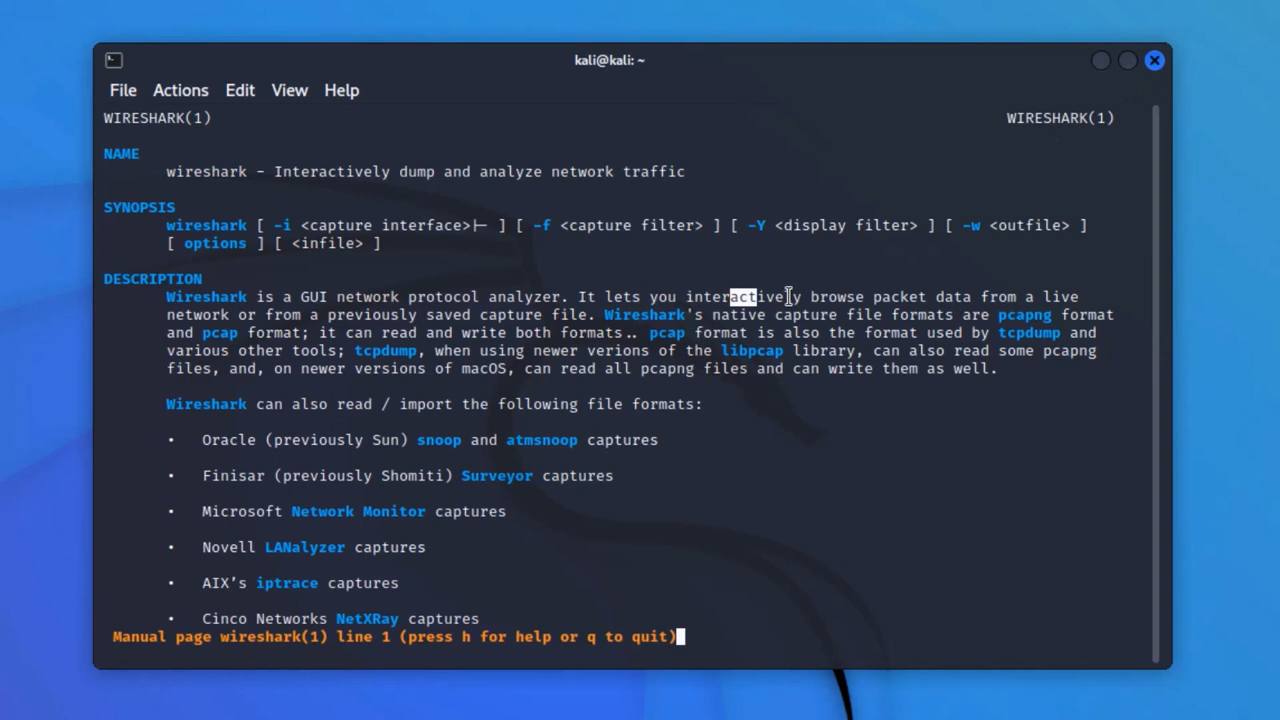 kali@kali: ~
File Actions Edit View Help
WIRESHARK(1) WIRESHARK(1)
NAME
wireshark - Interactively dump and analyze network traffic
SYNOPSIS
wireshark [ -i <capture interface>|- ] [ -f <capture filter> ] [ -Y <display filter> ] [ -w <outfile> ]
[ options ] [ <infile> ]
DESCRIPTION
Wireshark is a GUI network protocol analyzer. It lets you interactively browse packet data from a live
network or from a previously saved capture file. Wireshark's native capture file formats are pcapng format
and pcap format; it can read and write both formats.. pcap format is also the format used by tcpdump and
various other tools; tcpdump, when using newer verions of the libpcap library, can also read some pcapng
files, and, on newer versions of macOS, can read all pcapng files and can write them as well.
Wireshark can also read / import the following file formats:
• Oracle (previously Sun) snoop and atmsnoop captures
• Finisar (previously Shomiti) Surveyor captures
• Microsoft Network Monitor captures
• Novell LANalyzer captures
• AIX's iptrace captures
• Cinco Networks NetXRay captures
Manual page wireshark(1) line 1 (press h for help or q to quit)